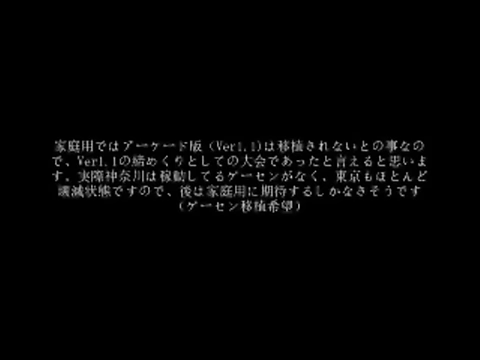 家庭用ではアーケード版（Ver1.1)は移植されないとの事なの
で、Ver1.1の締めくりとしての大会であったと言えると思いま
す。実際神奈川は稼動してるゲーセンがなく、東京もほとんど
壊滅状態ですので、後は家庭用に期待するしかなさそうです
（ゲーセン移植希望）